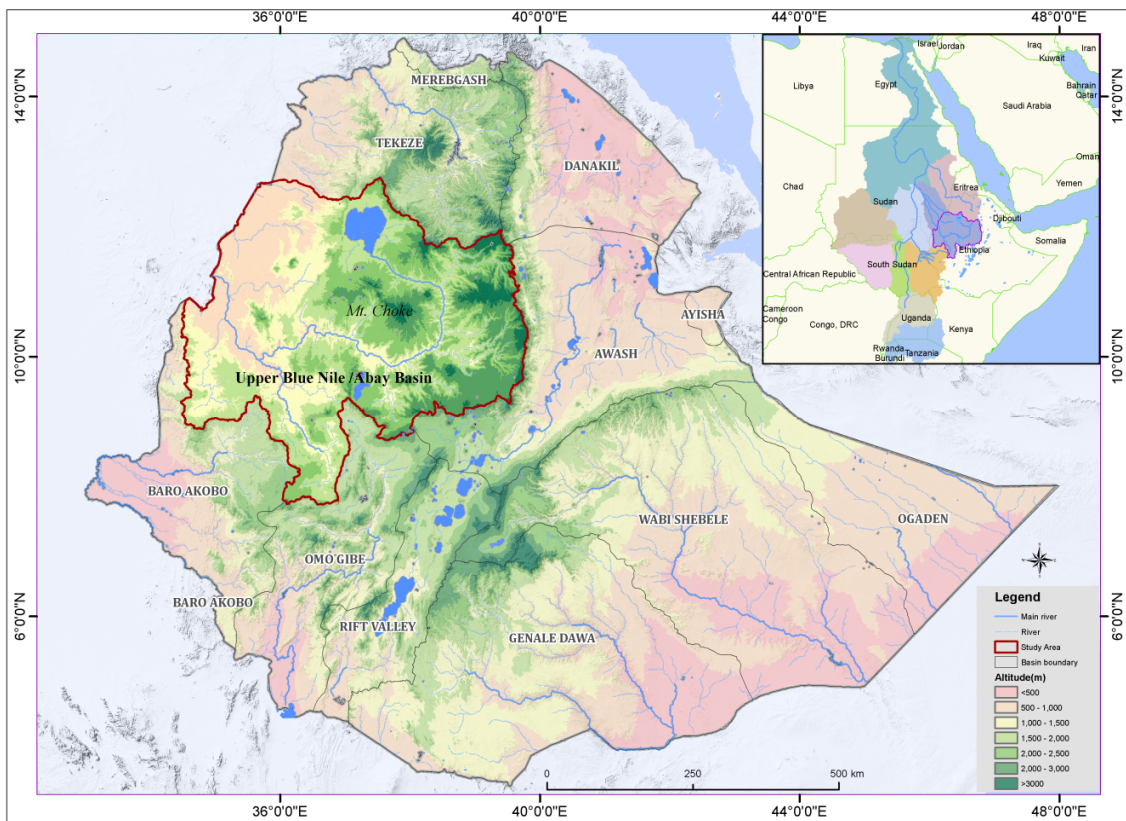 36°0'0"E 40°0'0"E 44°0'0"E 48°0'0"E
14°0'0"N
10°0'0"N
6°0'0"N
14°0'0"N
10°0'0"N
6°0'0"N
36°0'0"E 40°0'0"E 44°0'0"E 48°0'0"E
MEREBGASH
TEKEZE
DANAKIL
Mt. Choke
AYISHA
AWASH
Upper Blue Nile /Abay Basin
BARO AKOBO
WABI SHEBELE
OGADEN
OMO GIBE
BARO AKOBO
RIFT VALLEY
GENALE DAWA
0 250 500 km
Israel
Jordan
Iraq
Iran
Kuwait
Libya
Egypt
Bahrain
Qatar
Saudi Arabia
Oman
Chad
Sudan
Eritrea
Yemen
Djibouti
Somalia
Ethiopia
South Sudan
Central African Republic
Cameroon
Congo
Congo, DRC
Uganda
Kenya
Rwanda
Burundi
Tanzania
Legend
Main river
River
Study Area
Basin boundary
Altitude(m)
<500
500 - 1,000
1,000 - 1,500
1,500 - 2,000
2,000 - 2,500
2,000 - 3,000
>3000